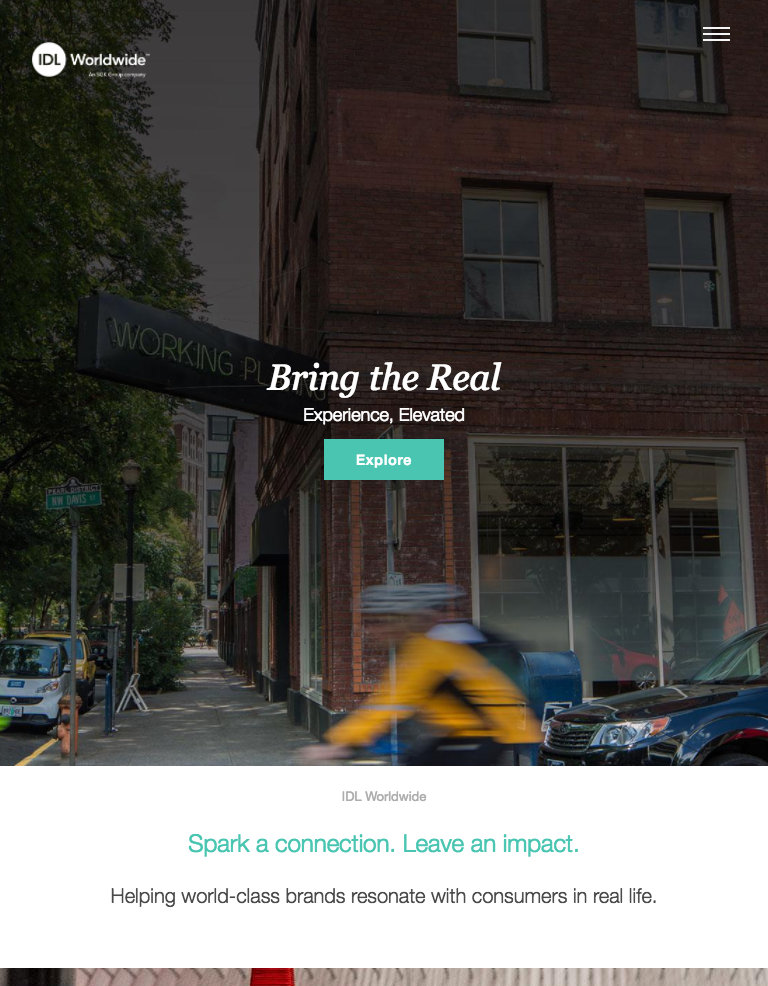 IDL Worldwide™
An SGK Group company
WORKING PL
Bring the Real
Experience, Elevated
Explore
PEARL DISTRICT
NW DAVIS ST
IDL Worldwide
Spark a connection. Leave an impact.
Helping world-class brands resonate with consumers in real life.